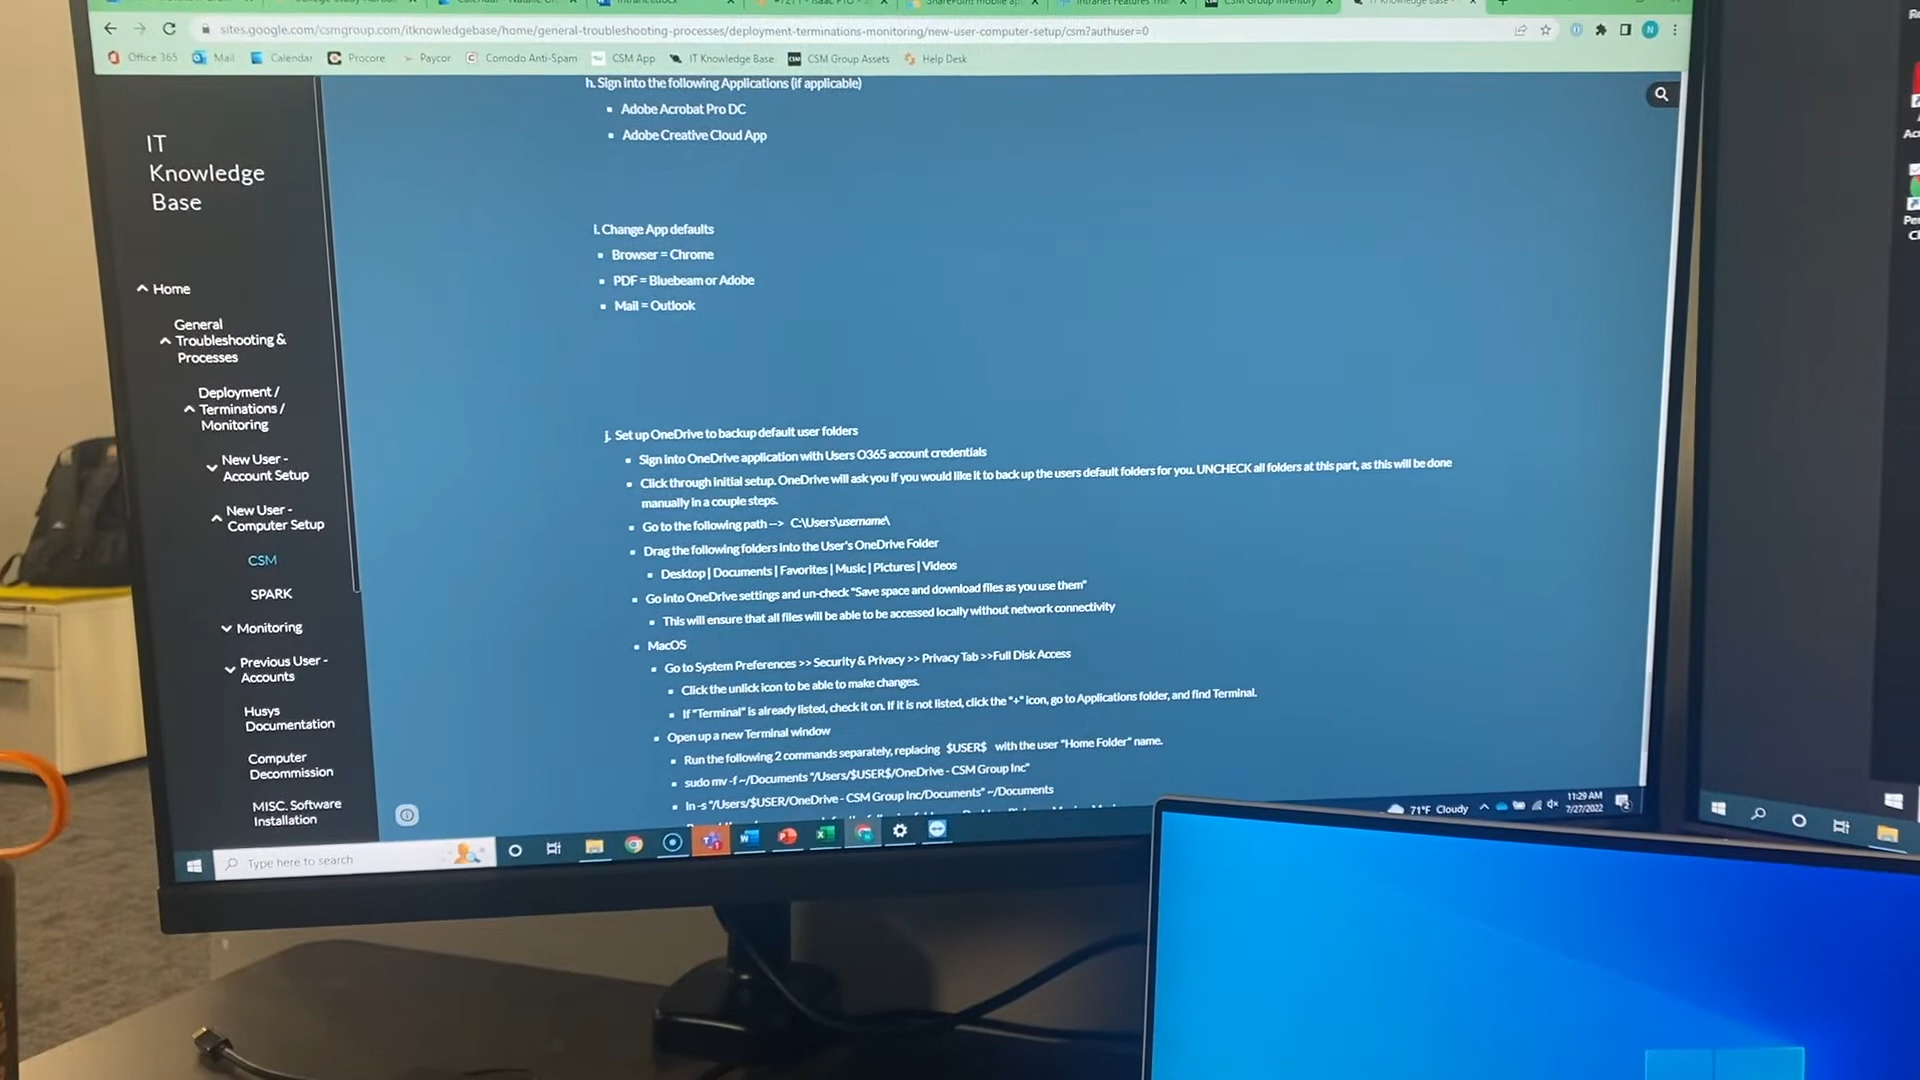 sites.google.com/csmgroup.com/itknowledgebase/home/general-troubleshooting-processes/deployment-terminations-monitoring/new-user-computer-setup/csm?authuser=0
N
Office 365 Mail Calendar Procore Paycor Comodo Anti-Spam CSM App IT Knowledge Base CSM Group Assets Help Desk
IT
Knowledge
Base
Home
General
Troubleshooting &
Processes
Deployment /
Terminations /
Monitoring
New User -
Account Setup
New User -
Computer Setup
CSM
SPARK
Monitoring
Previous User -
Accounts
Husys
Documentation
Computer
Decommission
MISC. Software
Installation
h. Sign into the following Applications (if applicable)
Adobe Acrobat Pro DC
Adobe Creative Cloud App
i. Change App defaults
Browser = Chrome
PDF = Bluebeam or Adobe
Mail = Outlook
j. Set up OneDrive to backup default user folders
Sign into OneDrive application with Users O365 account credentials
Click through initial setup. OneDrive will ask you if you would like it to back up the users default folders for you. UNCHECK all folders at this part, as this will be done
manually in a couple steps.
Go to the following path --> C:\Users\username\
Drag the following folders into the User's OneDrive Folder
Desktop | Documents | Favorites | Music | Pictures | Videos
Go into OneDrive settings and un-check "Save space and download files as you use them"
This will ensure that all files will be able to be accessed locally without network connectivity
MacOS
Go to System Preferences >> Security & Privacy >> Privacy Tab >>Full Disk Access
Click the unlick icon to be able to make changes.
If "Terminal" is already listed, check it on. If it is not listed, click the "+" icon, go to Applications folder, and find Terminal.
Open up a new Terminal window
Run the following 2 commands separately, replacing $USER$ with the user "Home Folder" name.
sudo mv -f ~/Documents "/Users/$USER$/OneDrive - CSM Group Inc"
ln -s "/Users/$USER/OneDrive - CSM Group Inc/Documents" ~/Documents
Type here to search
71°F Cloudy
11:29 AM
7/27/2022